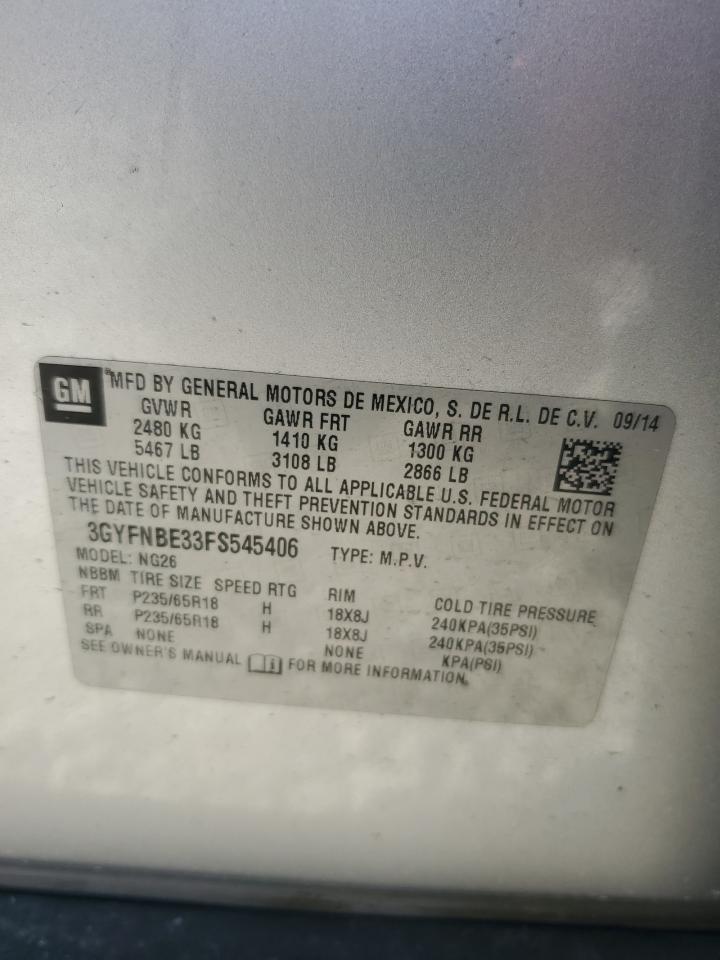 GM
MFD BY GENERAL MOTORS DE MEXICO, S. DE R.L. DE C.V. 09/14
GVWR GAWR FRT GAWR RR
2480 KG 1410 KG 1300 KG
5467 LB 3108 LB 2866 LB
THIS VEHICLE CONFORMS TO ALL APPLICABLE U.S. FEDERAL MOTOR
VEHICLE SAFETY AND THEFT PREVENTION STANDARDS IN EFFECT ON
THE DATE OF MANUFACTURE SHOWN ABOVE.
3GYFNBE33FS545406 TYPE: M.P.V.
MODEL: NG26
NBBM TIRE SIZE SPEED RTG RIM COLD TIRE PRESSURE
FRT P235/65R18 H 18X8J 240KPA(35PSI)
RR P235/65R18 H 18X8J 240KPA(35PSI)
SPA NONE NONE KPA(PSI)
SEE OWNER'S MANUAL FOR MORE INFORMATION.